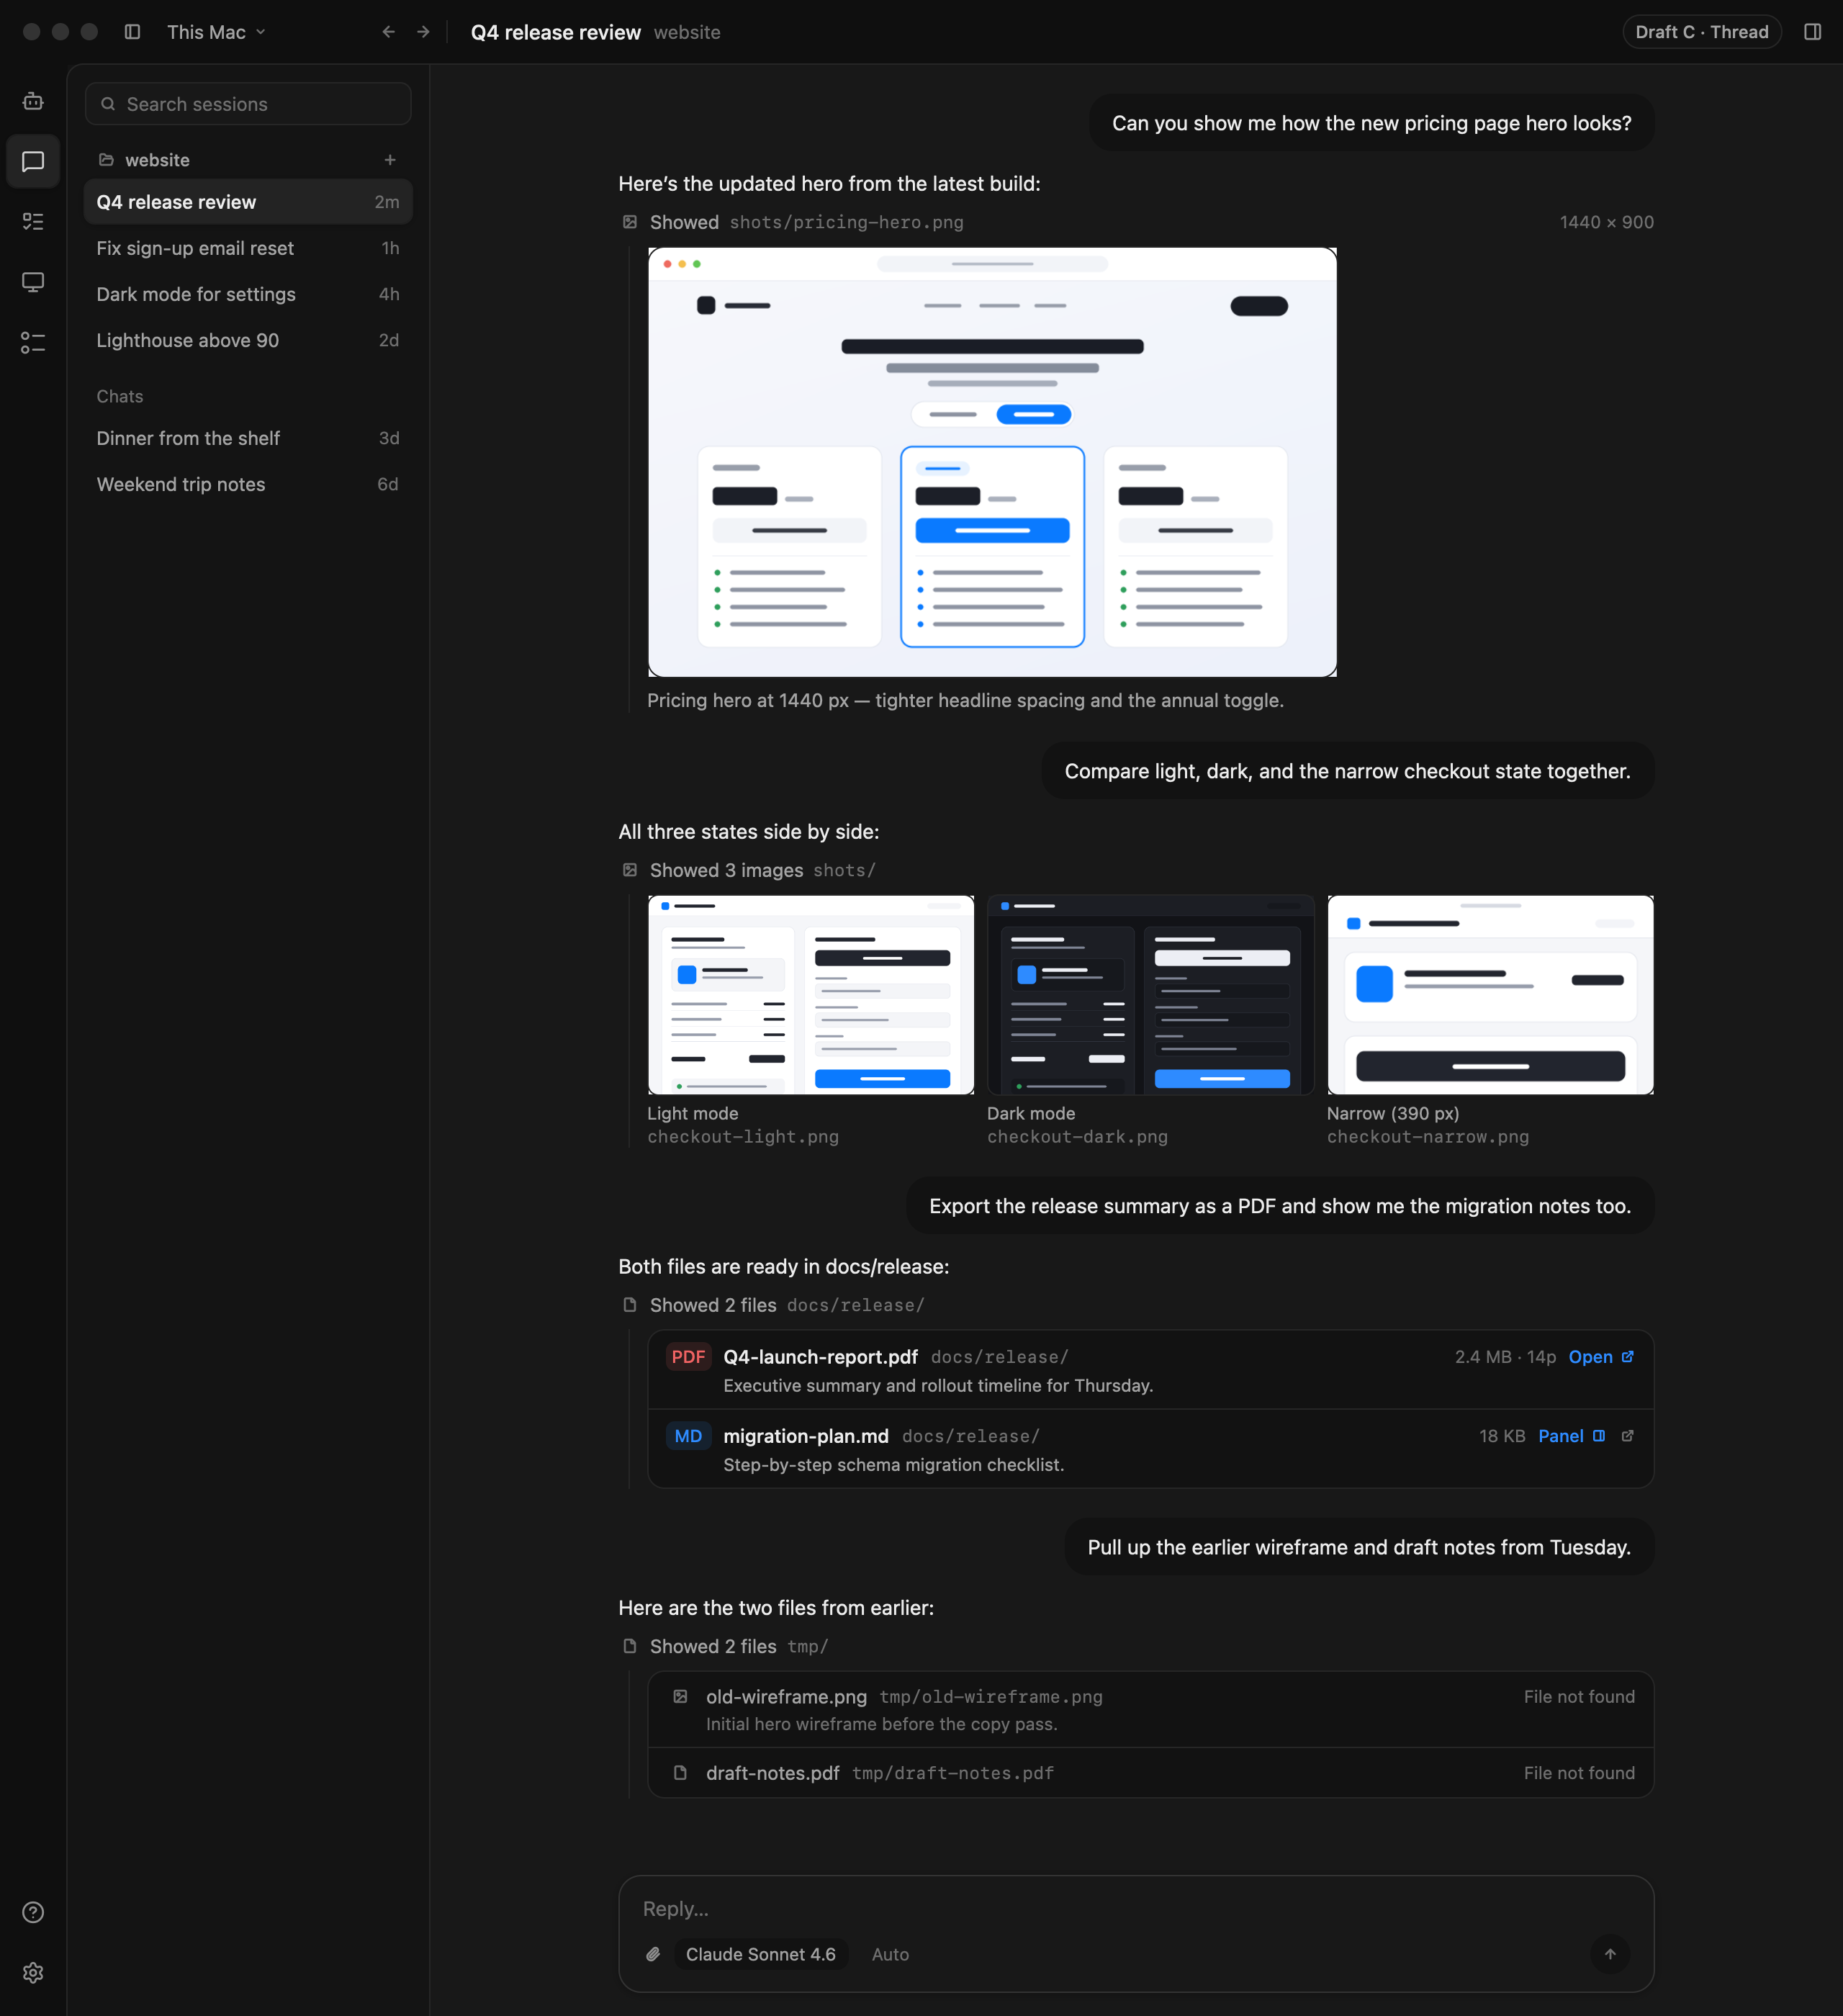 This Mac
Q4 release review website
Draft C · Thread
Search sessions
website
Q4 release review 2m
Fix sign-up email reset 1h
Dark mode for settings 4h
Lighthouse above 90 2d
Chats
Dinner from the shelf 3d
Weekend trip notes 6d
Can you show me how the new pricing page hero looks?
Here’s the updated hero from the latest build:
Showed shots/pricing-hero.png 1440 × 900
Pricing hero at 1440 px — tighter headline spacing and the annual toggle.
Compare light, dark, and the narrow checkout state together.
All three states side by side:
Showed 3 images shots/
Light mode
checkout-light.png
Dark mode
checkout-dark.png
Narrow (390 px)
checkout-narrow.png
Export the release summary as a PDF and show me the migration notes too.
Both files are ready in docs/release:
Showed 2 files docs/release/
PDF Q4-launch-report.pdf docs/release/ 2.4 MB · 14p Open
Executive summary and rollout timeline for Thursday.
MD migration-plan.md docs/release/ 18 KB Panel
Step-by-step schema migration checklist.
Pull up the earlier wireframe and draft notes from Tuesday.
Here are the two files from earlier:
Showed 2 files tmp/
old-wireframe.png tmp/old-wireframe.png File not found
Initial hero wireframe before the copy pass.
draft-notes.pdf tmp/draft-notes.pdf File not found
Reply...
Claude Sonnet 4.6 Auto